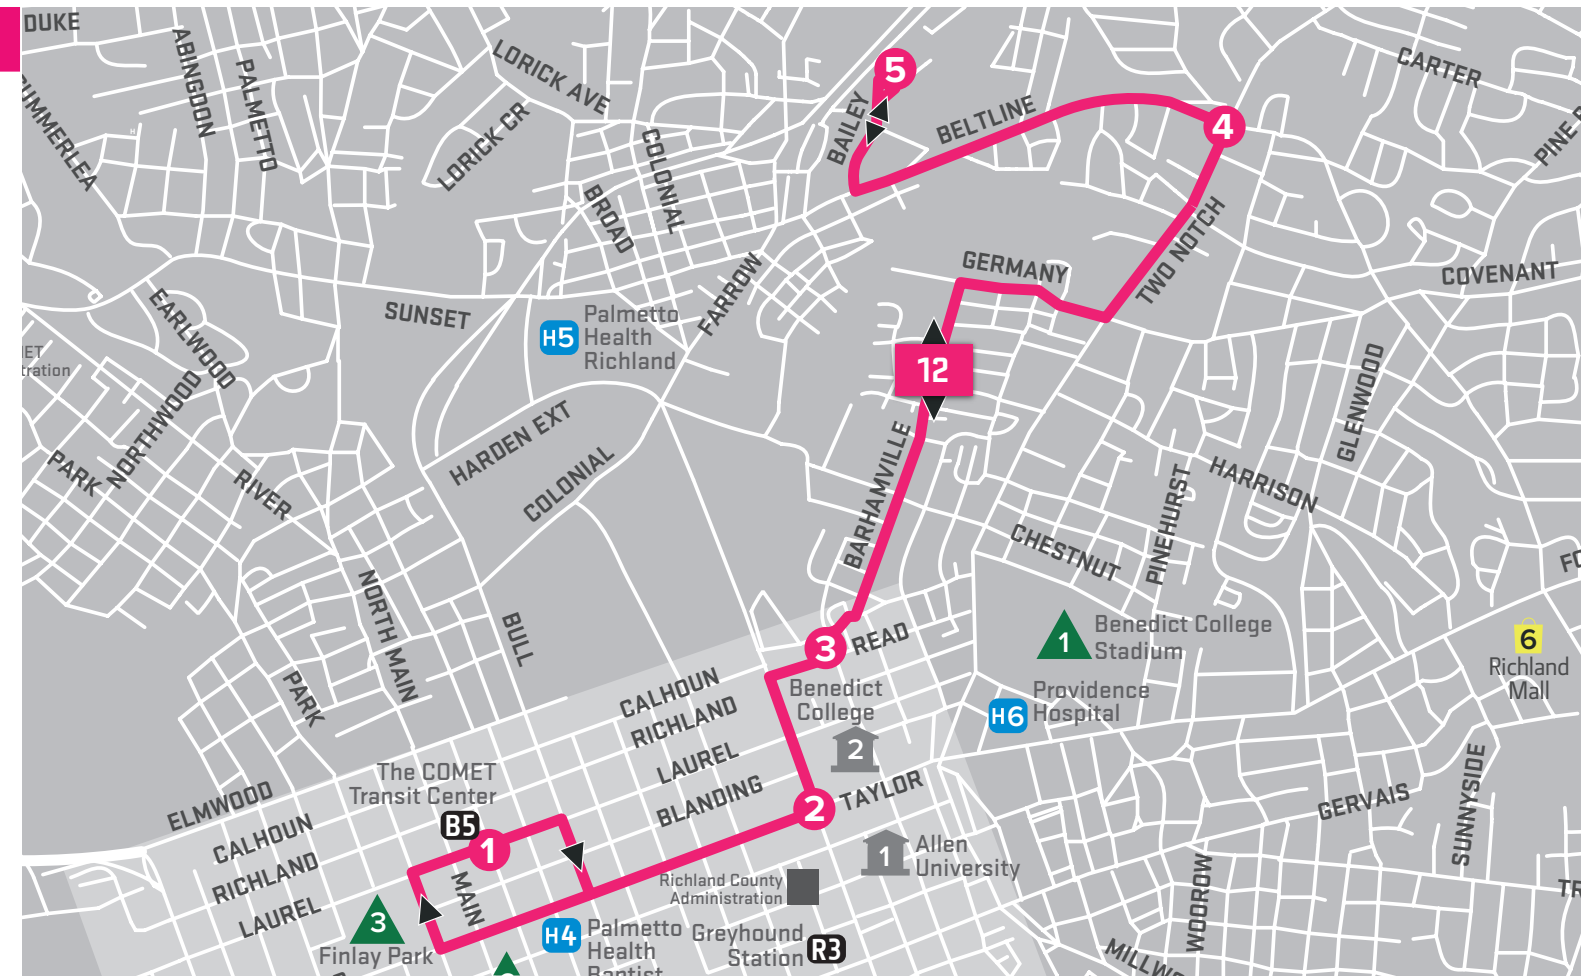 DUKE
ABINGDON
PALMETTO
LORICK AVE
LORICK CR
COLONIAL
BROAD
BAILEY
5
BELTLINE
4
CARTER
H
TWO NOTCH
GERMANY
COVENANT
FARROW
SUNSET
EARLWOOD
H5
Palmetto
Health
Richland
NORTHWOOD
PARK
RIVER
HARDEN EXT
COLONIAL
12
BARHAMVILLE
GLENWOOD
HARRISON
PINEHURST
CHESTNUT
NORTH MAIN
BULL
PARK
3
READ
1
Benedict College
Stadium
6
Richland
Mall
H6
Providence
Hospital
CALHOUN
RICHLAND
LAUREL
BLANDING
Benedict
College
2
2
TAYLOR
GERVAIS
SUNNYSIDE
The COMET
Transit Center
B5
1
ELMWOOD
CALHOUN
RICHLAND
LAUREL
MAIN
1
Allen
University
Richland County
Administration
WOODROW
3
Finlay Park
H4
Palmetto
Health
Baptist
Greyhound
Station
R3